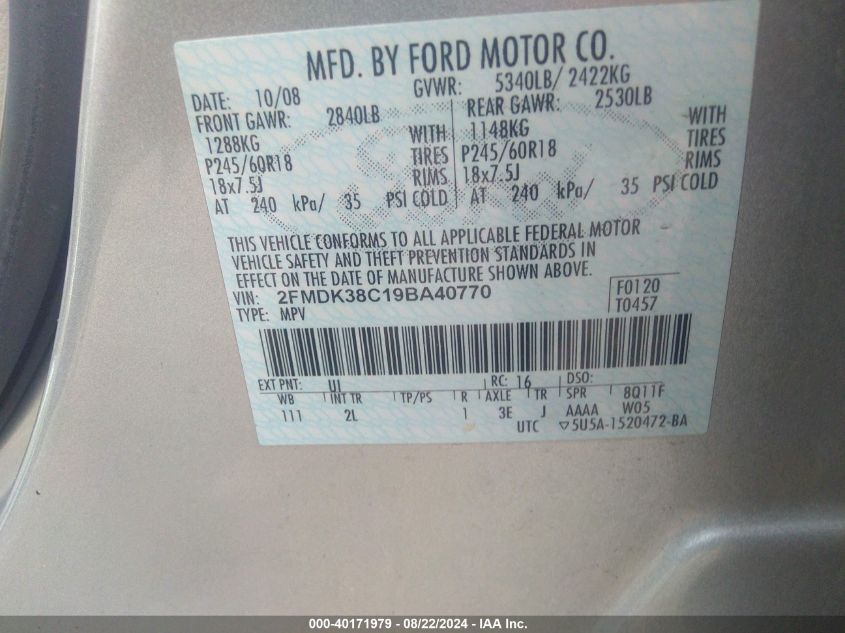 MFD. BY FORD MOTOR CO.
DATE: 10/08 GVWR: 5340LB/ 2422KG
FRONT GAWR: 2840LB REAR GAWR: 2530LB
1288KG WITH 1148KG WITH
P245/60R18 TIRES P245/60R18 TIRES
18x7.5J RIMS 18x7.5J RIMS
AT 240 kPa/ 35 PSI COLD AT 240 kPa/ 35 PSI COLD
THIS VEHICLE CONFORMS TO ALL APPLICABLE FEDERAL MOTOR
VEHICLE SAFETY AND THEFT PREVENTION STANDARDS IN
EFFECT ON THE DATE OF MANUFACTURE SHOWN ABOVE.
VIN: 2FMDK38C19BA40770 F0120
TYPE: MPV T0457
EXT PNT: UI RC: 16 DSO:
WB INT TR TP/PS R AXLE TR SPR 8Q11F
111 2L 1 3E J AAAA W05
UTC ▽5U5A-1520472-BA
000-40171979 - 08/22/2024 - IAA Inc.